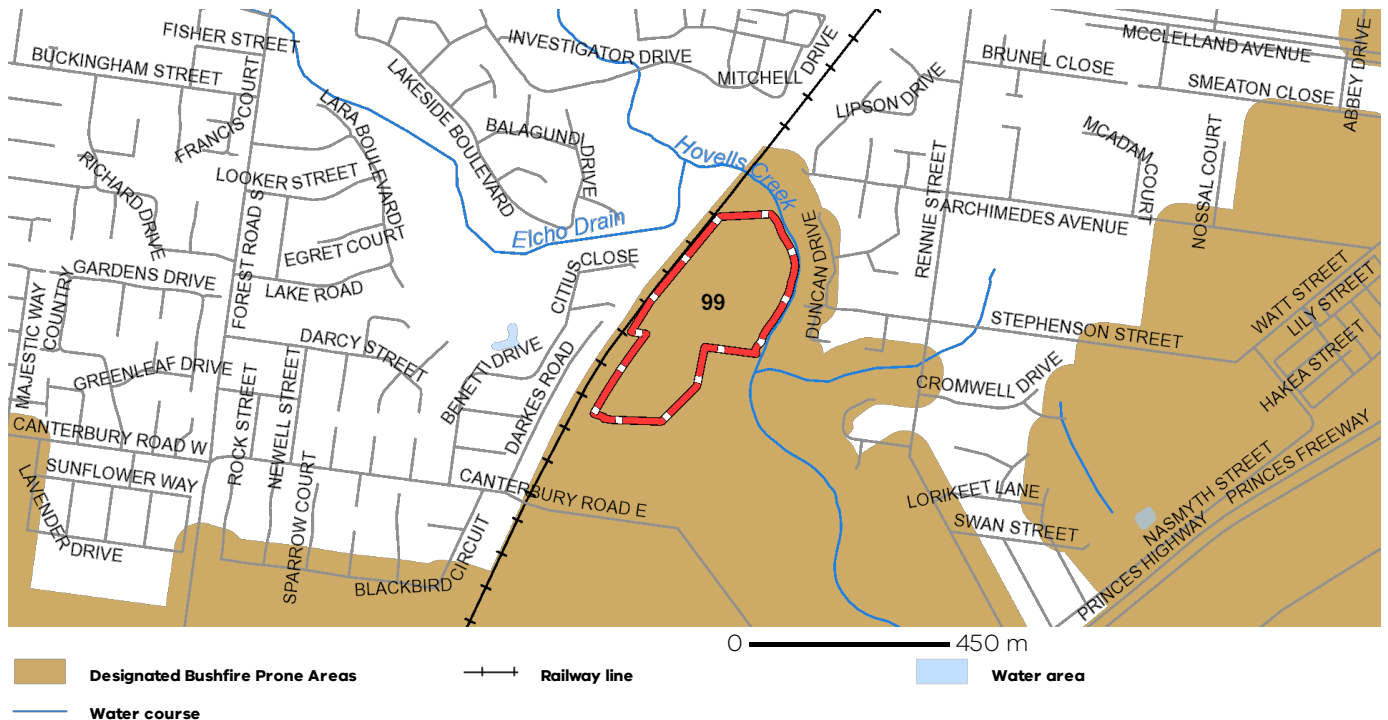 FISHER STREET
BUCKINGHAM STREET
FRANCIS COURT
LAKESIDE BOULEVARD
INVESTIGATOR DRIVE
MITCHELL
DRIVE
LIPSON DRIVE
BRUNEL CLOSE
MCCLELLAND AVENUE
SMEATON CLOSE
ABBEY DRIVE
LARA BOULEVARD
BALAGUNDI
DRIVE
Hovells Creek
MCADAM COURT
NOSSAL COURT
RICHARD DRIVE
LOOKER STREET
FOREST ROAD S
EGRET COURT
Elcho Drain
RENNIE STREET
ARCHIMEDES AVENUE
GARDENS DRIVE
LAKE ROAD
CITIUS
CLOSE
99
DUNCAN DRIVE
STEPHENSON STREET
WATT STREET
LILY STREET
HAKEA STREET
MAJESTIC WAY
COUNTRY
DARCY STREET
GREENLEAF DRIVE
BENETTI DRIVE
DARKES ROAD
CROMWELL DRIVE
ROCK STREET
NEWELL STREET
CANTERBURY ROAD W
SUNFLOWER WAY
LAVENDER DRIVE
SPARROW COURT
CANTERBURY ROAD E
BLACKBIRD
CIRCUIT
LORIKEET LANE
SWAN STREET
NASMYTH STREET
PRINCES FREEWAY
PRINCES HIGHWAY
0 450 m
Designated Bushfire Prone Areas
Railway line
Water area
Water course